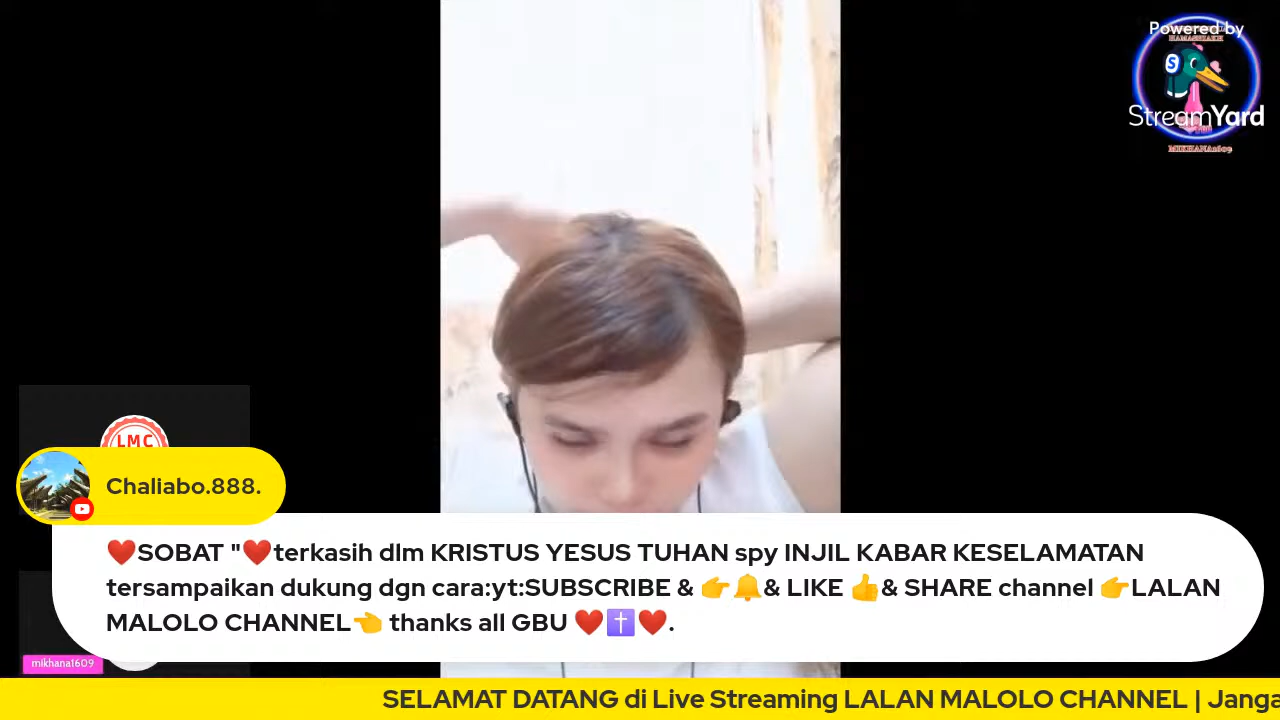 Powered by
S
StreamYard
MIKHANA1609
LMC
Chaliabo.888.
❤️SOBAT "❤️terkasih dlm KRISTUS YESUS TUHAN spy INJIL KABAR KESELAMATAN
tersampaikan dukung dgn cara:yt:SUBSCRIBE & 👉🔔& LIKE 👍& SHARE channel 👉LALAN
MALOLO CHANNEL👈 thanks all GBU ❤️✝️❤️.
mikhana1609
SELAMAT DATANG di Live Streaming LALAN MALOLO CHANNEL | Janga